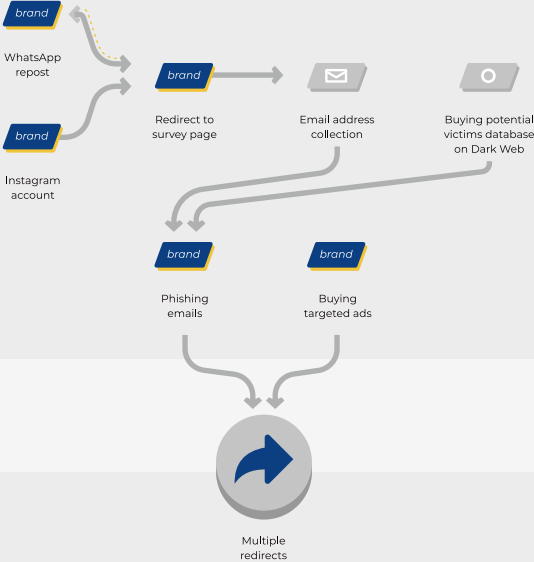 brand
WhatsApp
repost
brand
Redirect to
survey page
Email address
collection
Buying potential
victims database
on Dark Web
brand
Instagram
account
brand
Phishing
emails
brand
Buying
targeted ads
Multiple
redirects